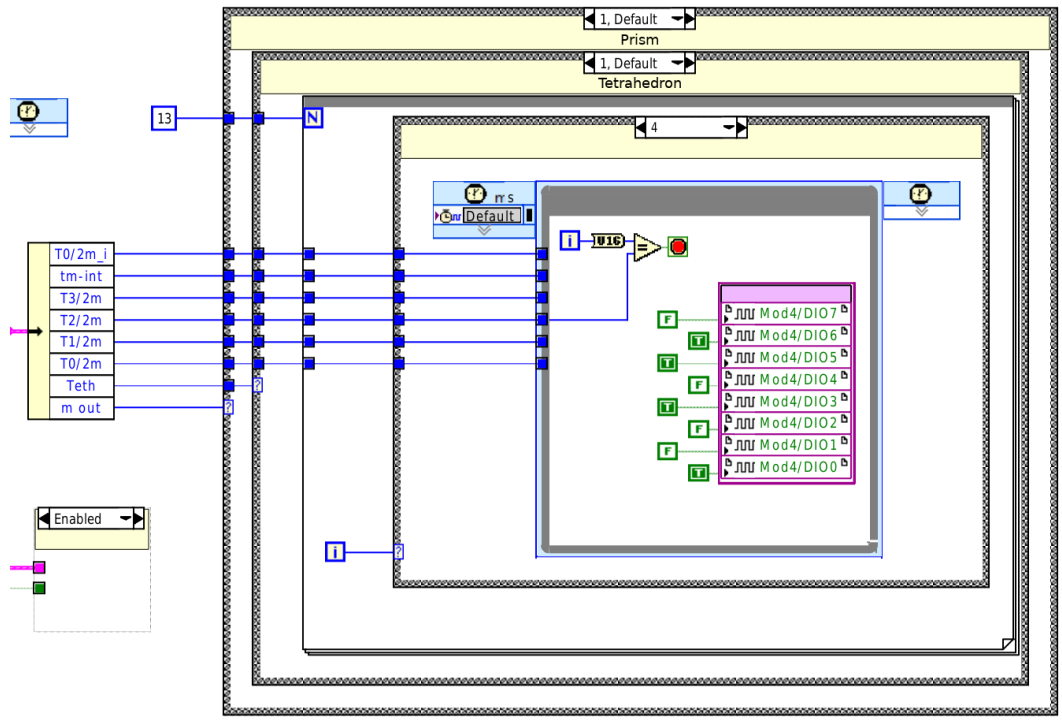 1, Default
Prism
1, Default
Tetrahedron
13
N
4
ms
Default
i
U16
=
T0/2m_i
tm-int
T3/2m
T2/2m
T1/2m
T0/2m
Teth
?
m out
?
F
Mod4/DIO7
T
Mod4/DIO6
T
Mod4/DIO5
F
Mod4/DIO4
T
Mod4/DIO3
F
Mod4/DIO2
F
Mod4/DIO1
T
Mod4/DIO0
Enabled
i
?